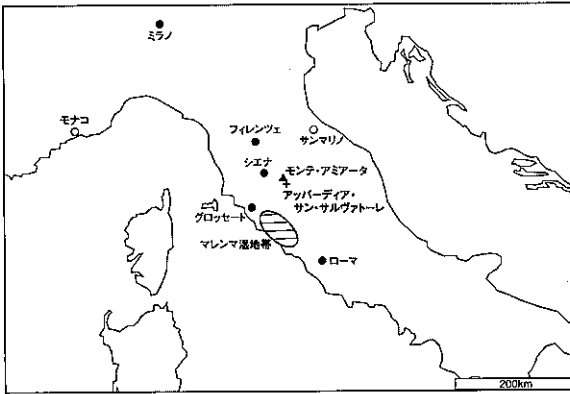 ミラノ
モナコ
フィレンツェ
サンマリノ
シエナ
モンテ・アミアータ
アッバーディア・
サン・サルヴァトーレ
グロッセート
マレンマ湿地帯
ローマ
200km